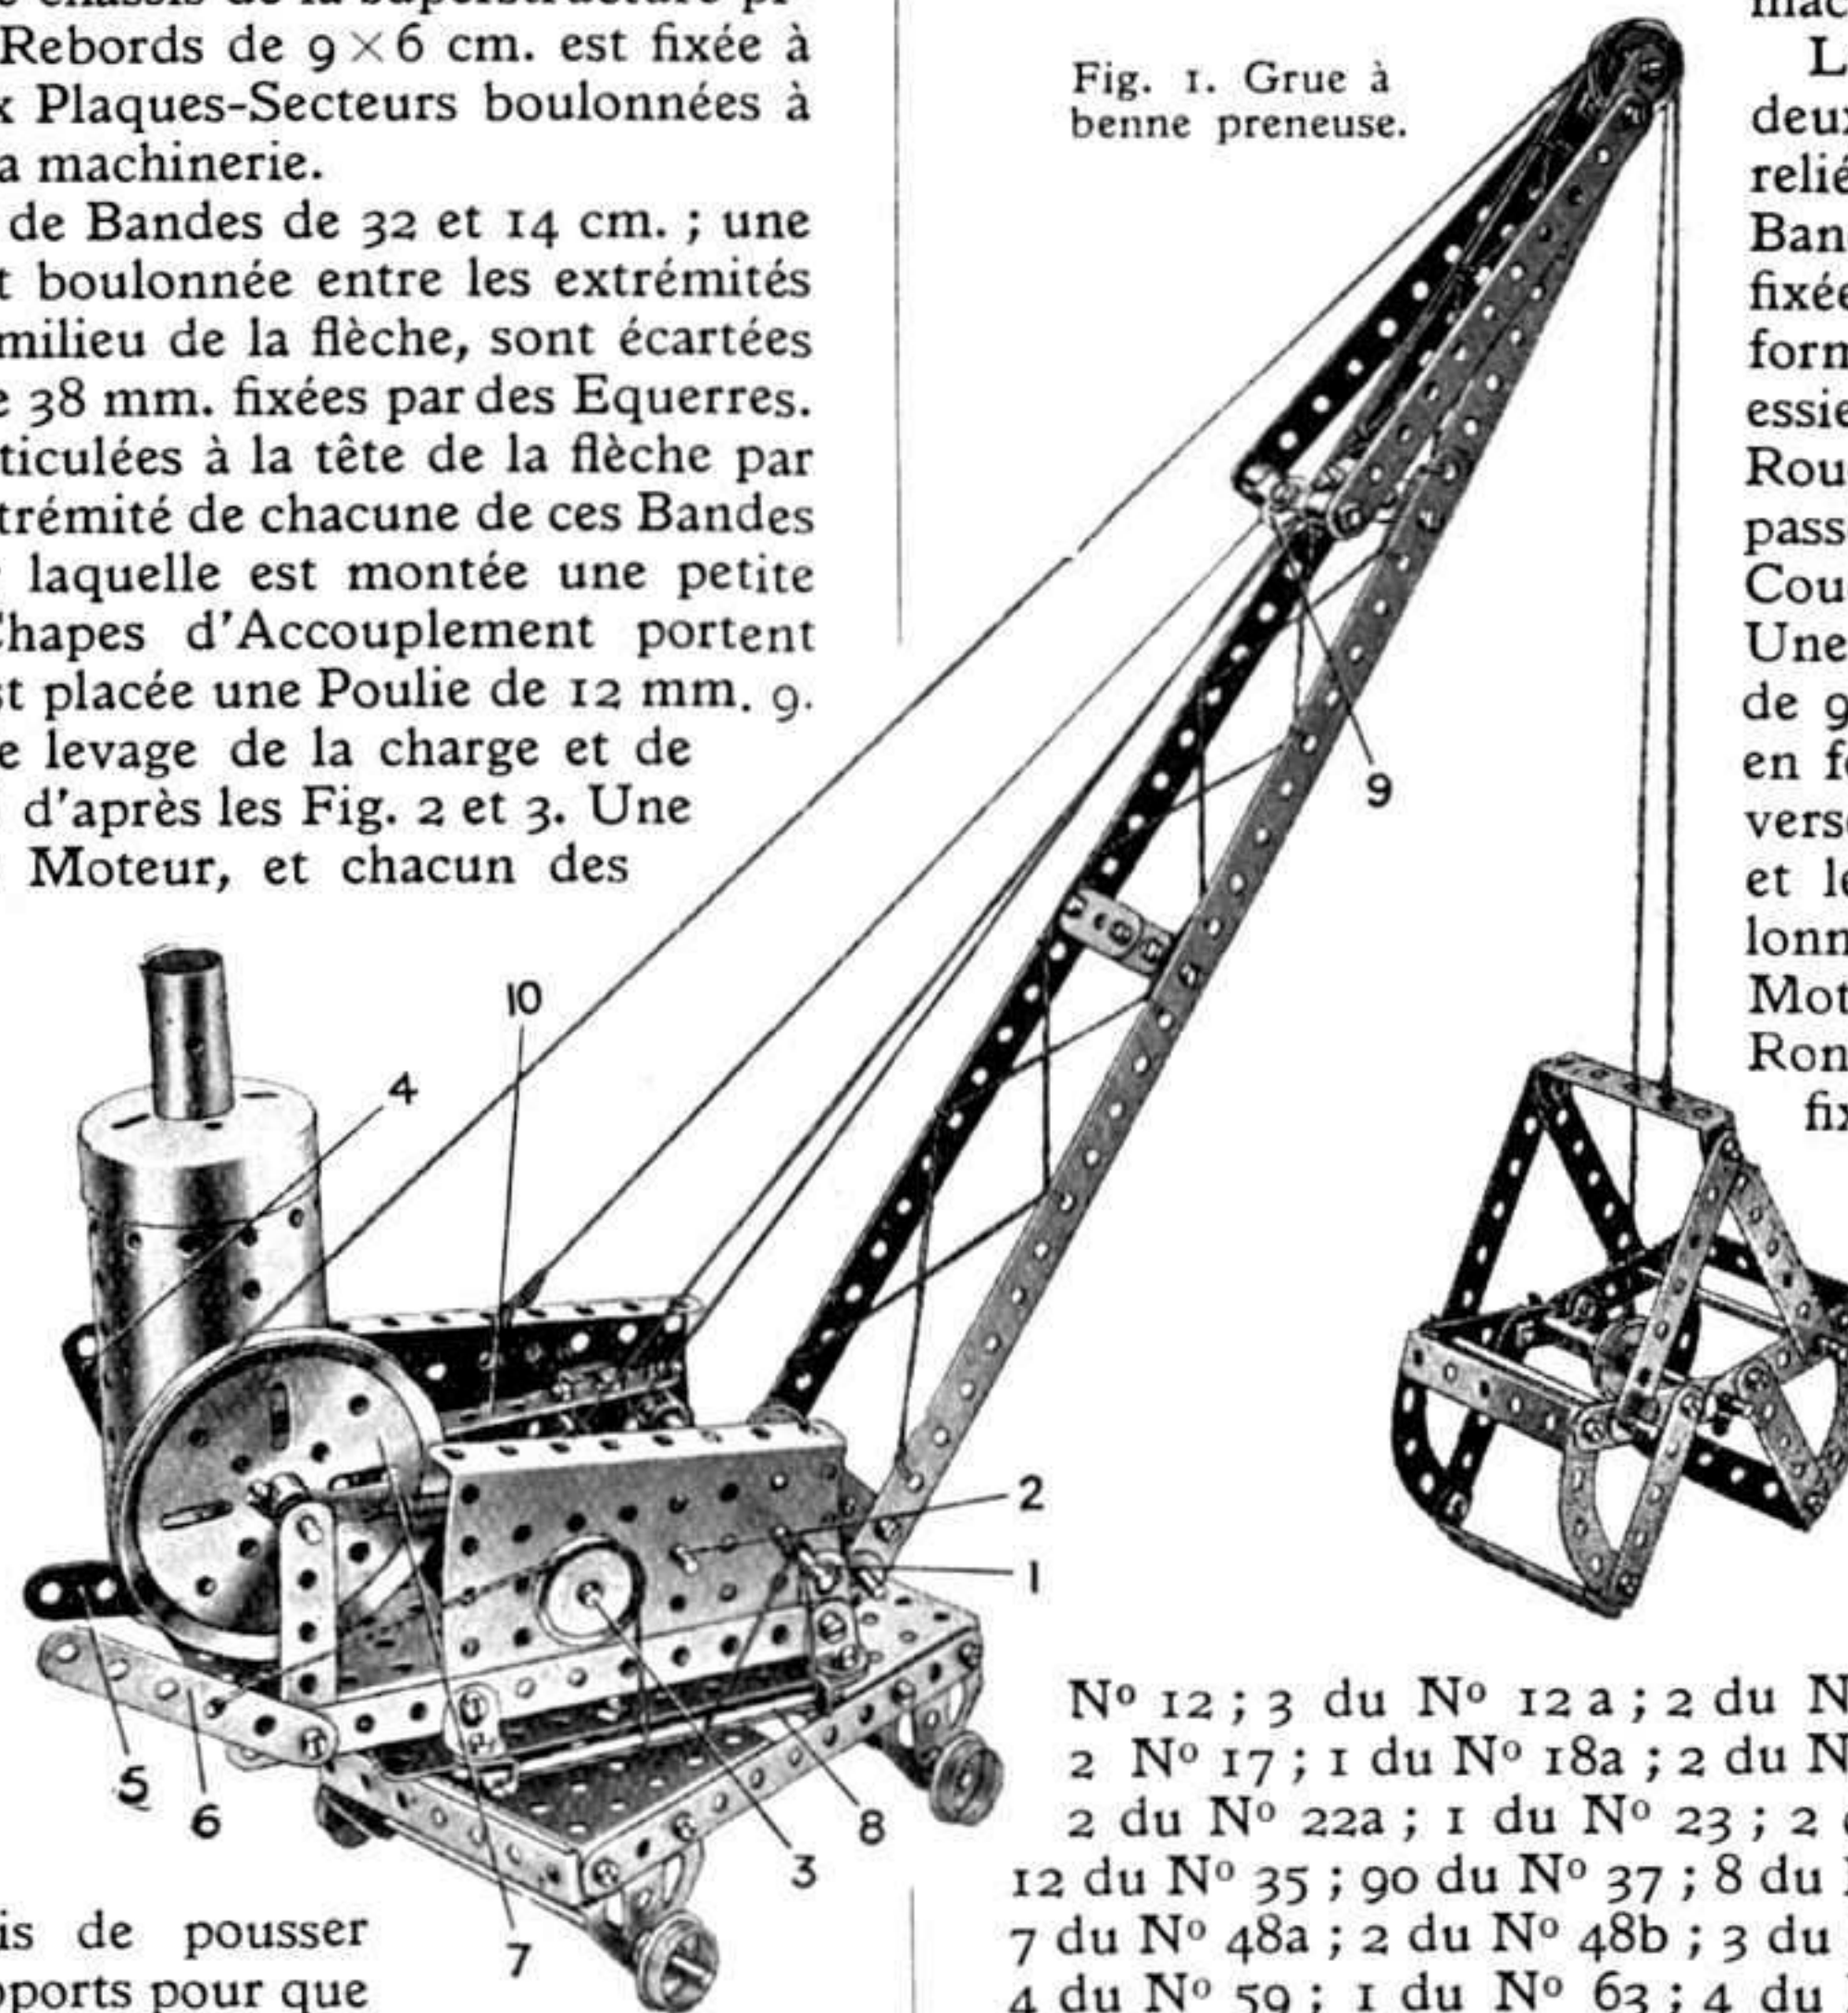 châssis de la superstructure
Rebords de 9×6 cm. est fixée à
Plaques-Secteurs boulonnées à
a machinerie.
de Bandes de 32 et 14 cm. ; une
t boulonnée entre les extrémités
milieu de la flèche, sont écartées
e 38 mm. fixées par des Equerres.
ticulées à la tête de la flèche par
trémité de chacune de ces Bandes
laquelle est montée une petite
Chapes d'Accouplement portent
st placée une Poulie de 12 mm. 9.
e levage de la charge et de
d'après les Fig. 2 et 3. Une
Moteur, et chacun des
Fig. 1. Grue à
benne preneuse.
9
10
4
2
1
5
6
8
3
7
is de pousser
pports pour que
mac
L
deux
relié
Ban
fixée
form
essie
Rou
pass
Cou
Une
de 9
en f
vers
et le
lonn
Mot
Ron
fix
Nº 12 ; 3 du Nº 12a ; 2 du N
2 Nº 17 ; 1 du Nº 18a ; 2 du N
2 du Nº 22a ; 1 du Nº 23 ; 2
12 du Nº 35 ; 90 du Nº 37 ; 8 du
7 du Nº 48a ; 2 du Nº 48b ; 3 du
4 du Nº 59 ; 1 du Nº 63 ; 4 du